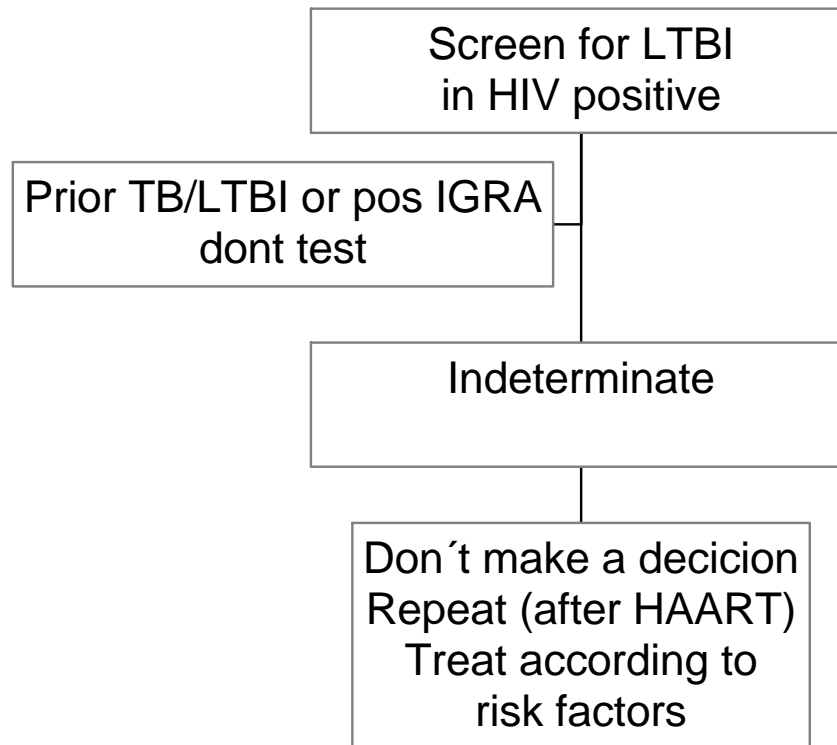 Screen for LTBI
in HIV positive
Prior TB/LTBI or pos IGRA
dont test
Indeterminate
Don´t make a decicion
Repeat (after HAART)
Treat according to
risk factors